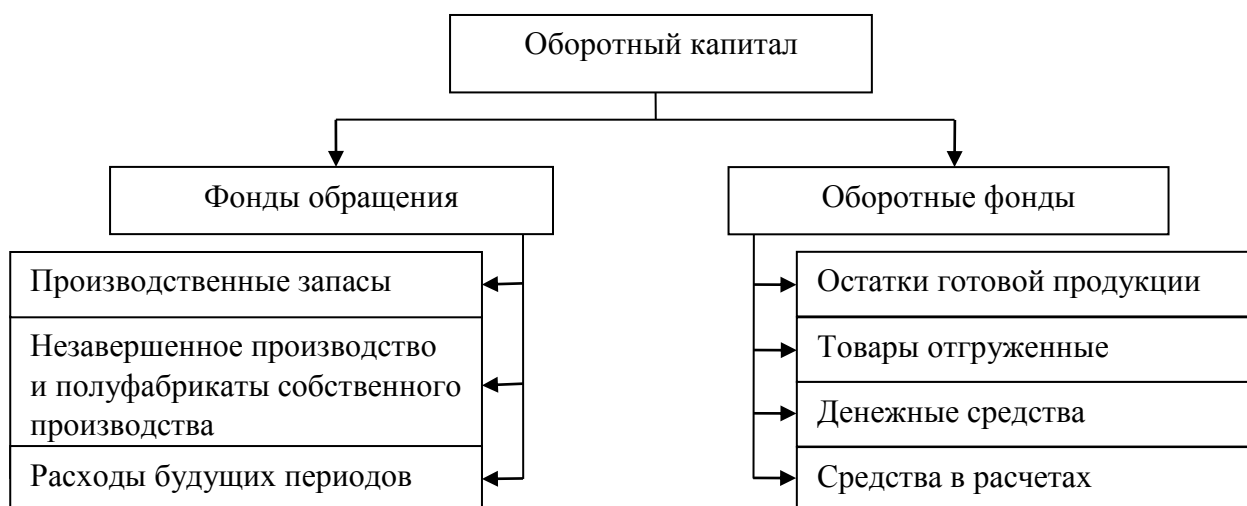 Оборотный капитал
Фонды обращения
Оборотные фонды
Производственные запасы
Незавершенное производство
и полуфабрикаты собственного
производства
Расходы будущих периодов
Остатки готовой продукции
Товары отгруженные
Денежные средства
Средства в расчетах